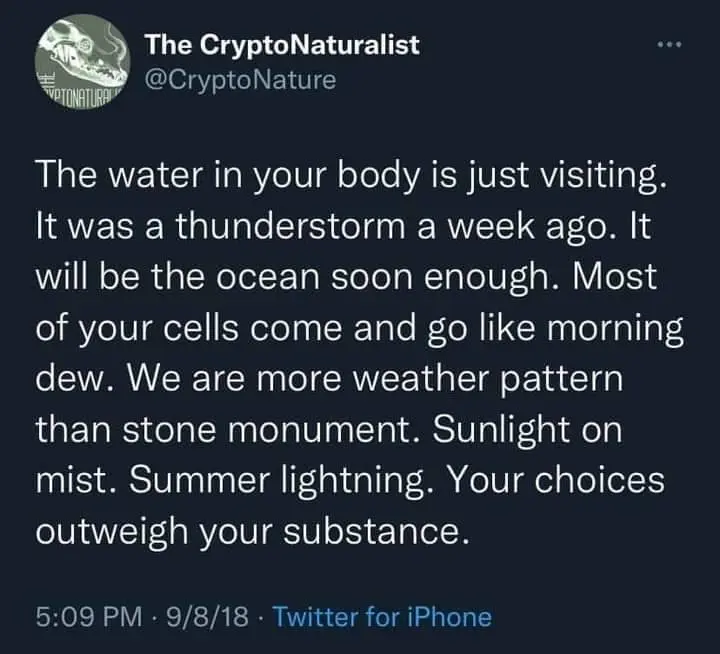 The CryptoNaturalist
@CryptoNature
The water in your body is just visiting.
It was a thunderstorm a week ago. It
will be the ocean soon enough. Most
of your cells come and go like morning
dew. We are more weather pattern
than stone monument. Sunlight on
mist. Summer lightning. Your choices
outweigh your substance.
5:09 PM · 9/8/18 · Twitter for iPhone